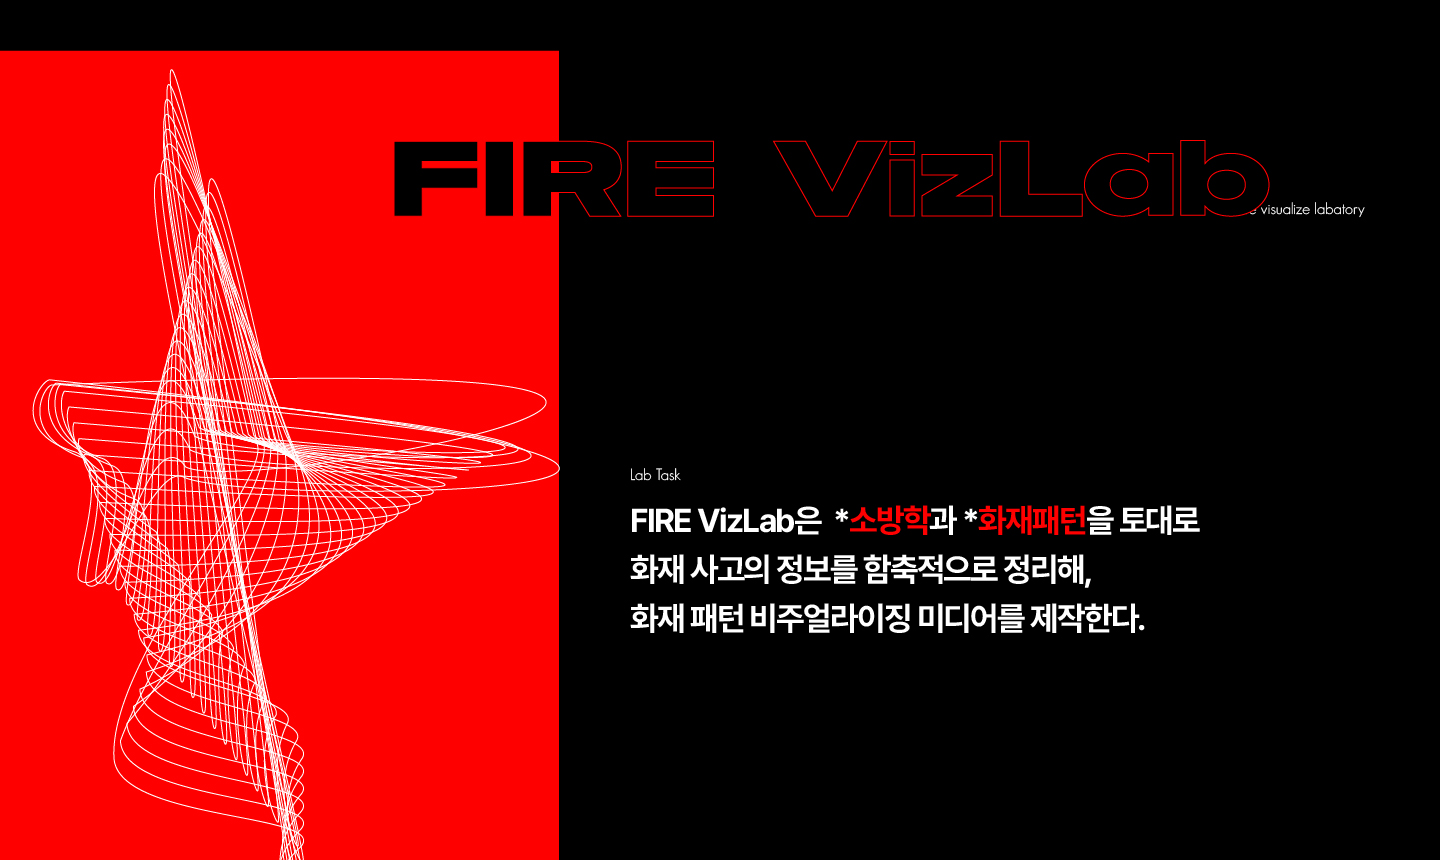 FIRE VizLab
visualize labatory
Lab Task
FIRE VizLab은 *소방학과 *화재패턴을 토대로
화재 사고의 정보를 함축적으로 정리해,
화재 패턴 비주얼라이징 미디어를 제작한다.